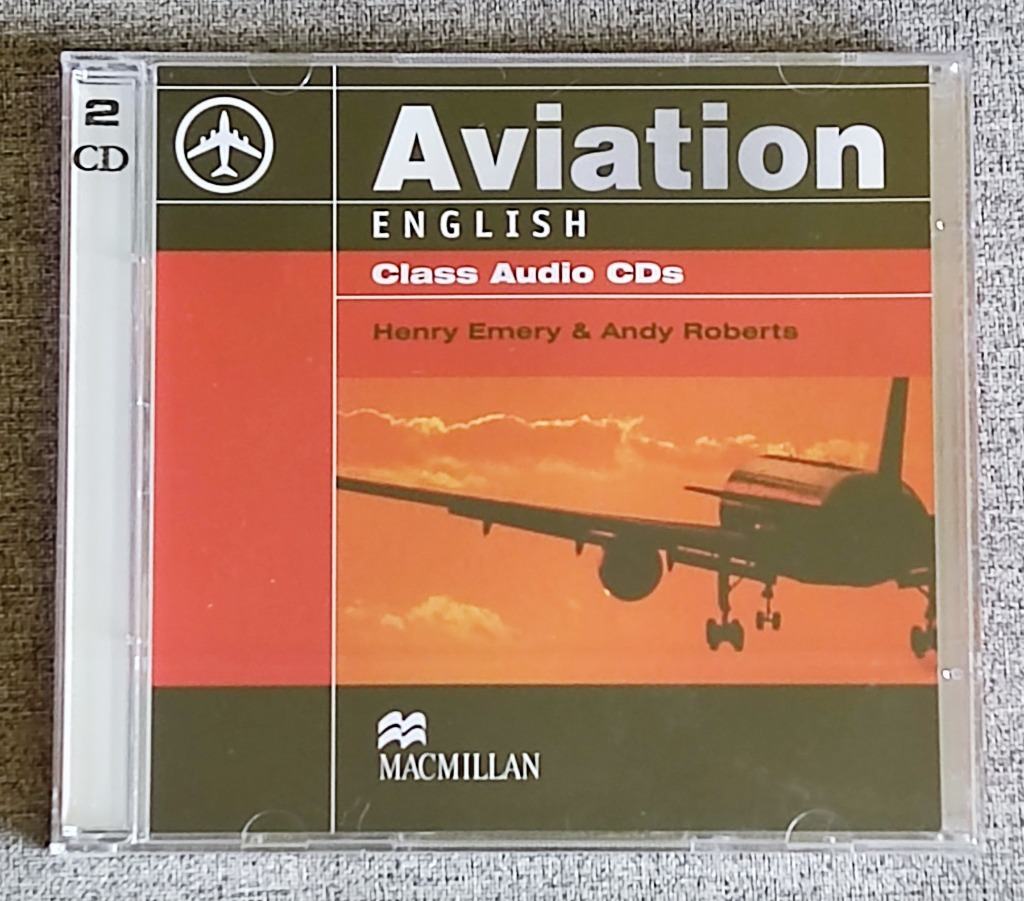 2
CD
Aviation
ENGLISH
Class Audio CDs
Henry Emery & Andy Roberts
MACMILLAN